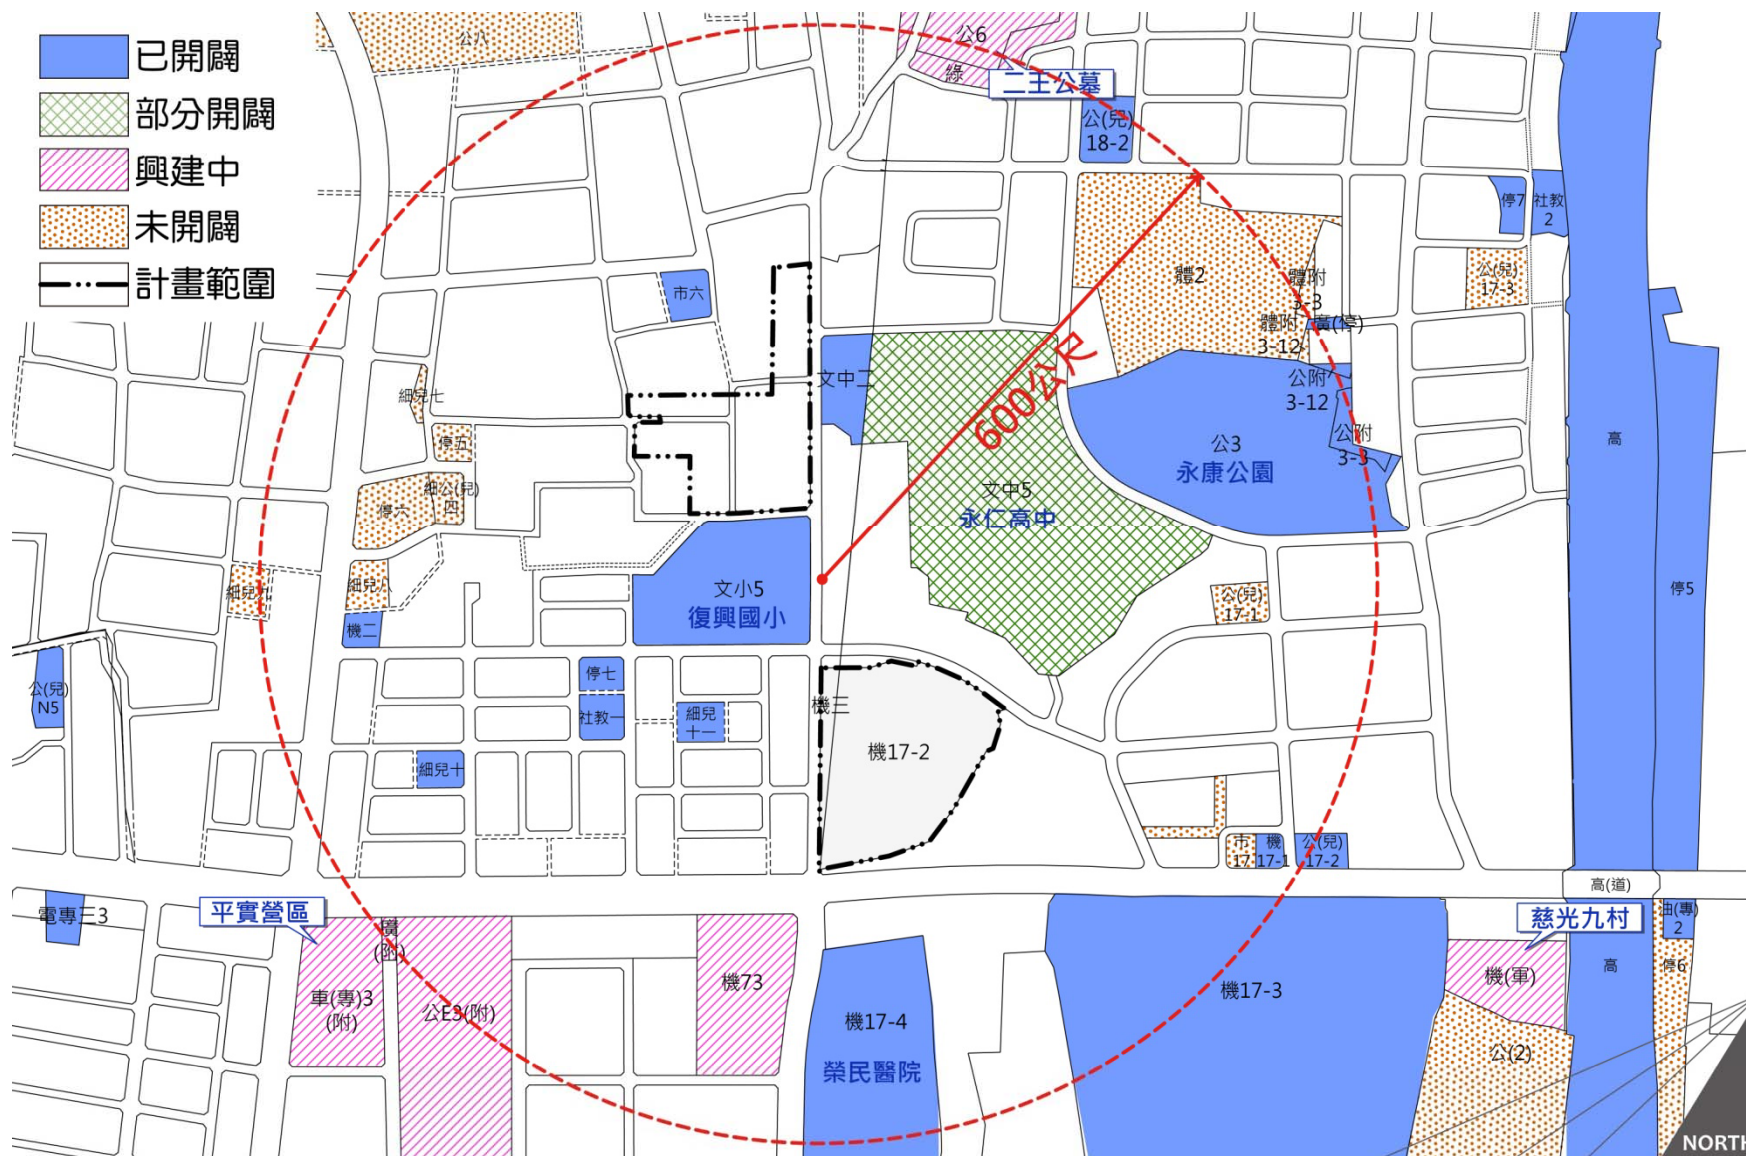 已開闢
部分開闢
興建中
未開闢
計畫範圍
公八
公6
綠
二王公墓
公(兒)
18-2
停7
社教
2
公(兒)
17-3
體2
體附
3-3
體附
3-12
廣(停)
市六
文中二
600公尺
公附
3-12
公附
3-3
公3
永康公園
細兒七
停五
細公(兒)
四
停六
文中5
永仁高中
高
停5
細兒九
細兒八
機二
文小5
復興國小
公(兒)
17-1
公(兒)
N5
停七
社教一
細兒
十一
機三
機17-2
細兒十
市
17
機
17-1
公(兒)
17-2
高(道)
電專三3
平實營區
廣
(附)
車(專)3
(附)
公E3(附)
機73
機17-4
榮民醫院
機17-3
慈光九村
機(軍)
公(2)
高
油(專)
2
停6
NORTH